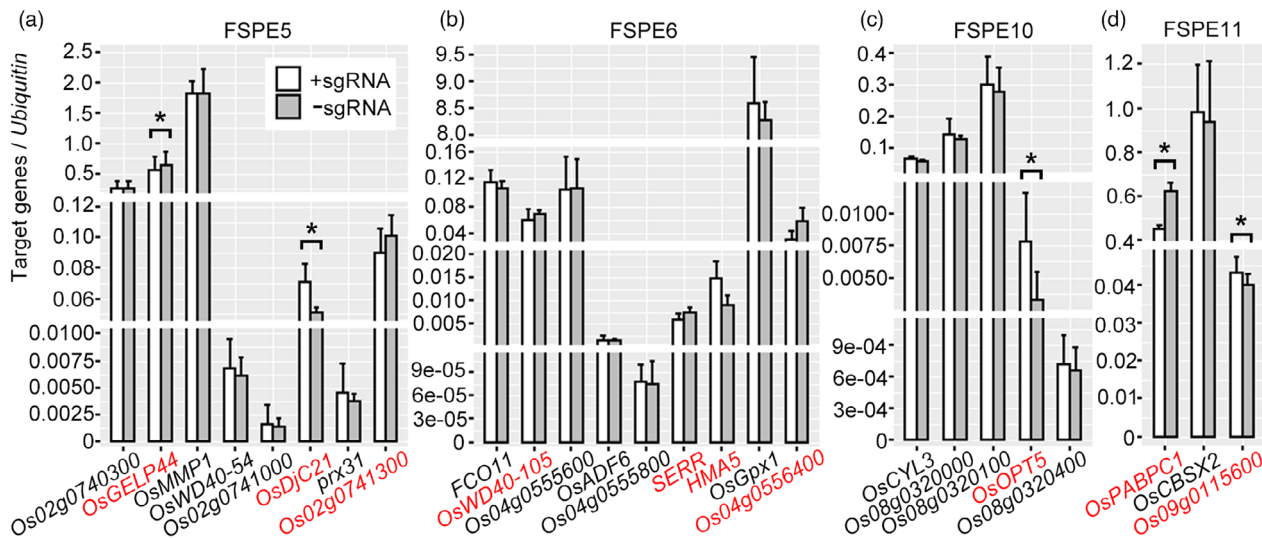 (a) FSPE5
(b) FSPE6
(c) FSPE10
(d) FSPE11
Target genes / Ubiquitin
+sgRNA
−sgRNA
2.5
2.0
1.5
1.0
0.5
0.12
0.10
0.08
0.06
0.0100
0.0075
0.0050
0.0025
0
*
*
Os02g0740300
OsGELP44
OsMMP1
OsWD40-54
Os02g0741000
OsDjC21
prx31
Os02g0741300
9.5
9.0
8.5
8.0
0.16
0.12
0.08
0.04
0.020
0.010
0.005
9e-05
6e-05
3e-05
0
FCO11
OsWD40-105
Os04g0555600
OsADF6
Os04g0555800
SERR
HMA5
OsGpx1
Os04g0556400
0.4
0.3
0.2
0.1
0.0100
0.0075
0.0050
9e-04
6e-04
3e-04
0
*
OsCYL3
Os08g0320000
Os08g0320100
OsOPT5
Os08g0320400
1.2
1.0
0.8
0.6
0.4
0.04
0.03
0.02
0.01
0
*
*
OsPABPC1
OsCBSX2
Os09g0115600